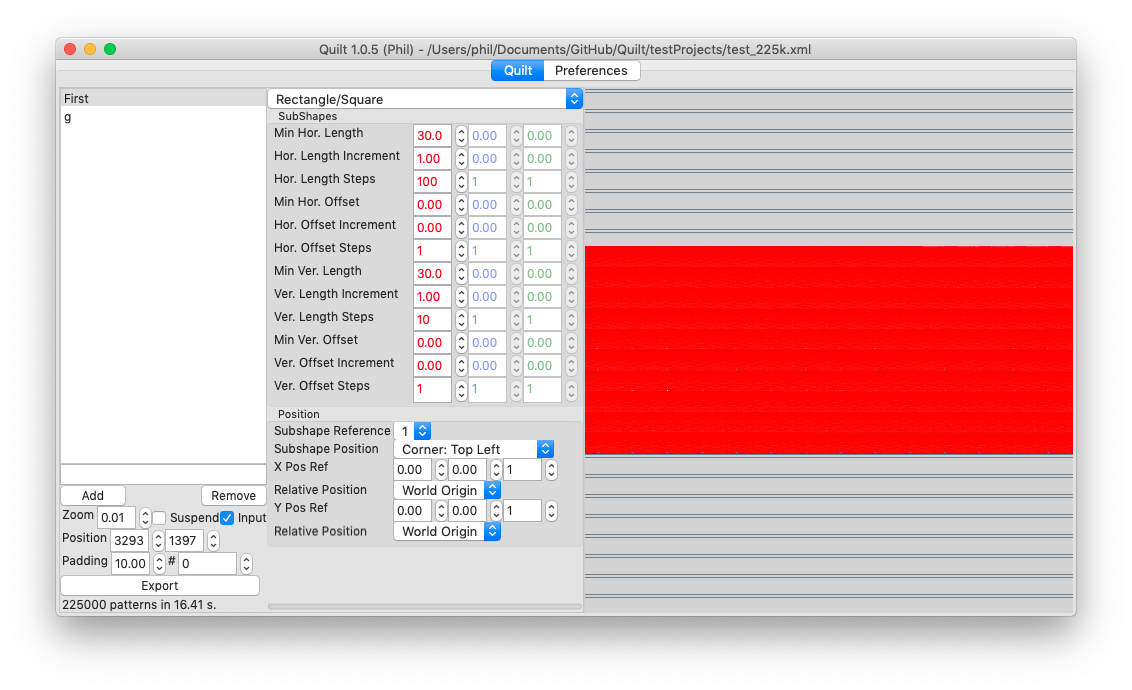 Quilt 1.0.5 (Phil) - /Users/phil/Documents/GitHub/Quilt/testProjects/test_225k.xml
Quilt Preferences
First
g
Rectangle/Square
SubShapes
Min Hor. Length 30.0 0.00 0.00
Hor. Length Increment 1.00 0.00 0.00
Hor. Length Steps 100 1 1
Min Hor. Offset 0.00 0.00 0.00
Hor. Offset Increment 0.00 0.00 0.00
Hor. Offset Steps 1 1 1
Min Ver. Length 30.0 0.00 0.00
Ver. Length Increment 1.00 0.00 0.00
Ver. Length Steps 10 1 1
Min Ver. Offset 0.00 0.00 0.00
Ver. Offset Increment 0.00 0.00 0.00
Ver. Offset Steps 1 1 1
Position
Subshape Reference 1
Subshape Position Corner: Top Left
X Pos Ref 0.00 0.00 1
Relative Position World Origin
Y Pos Ref 0.00 0.00 1
Relative Position World Origin
Add Remove
Zoom 0.01 Suspend Input
Position 3293 1397
Padding 10.00 # 0
Export
225000 patterns in 16.41 s.